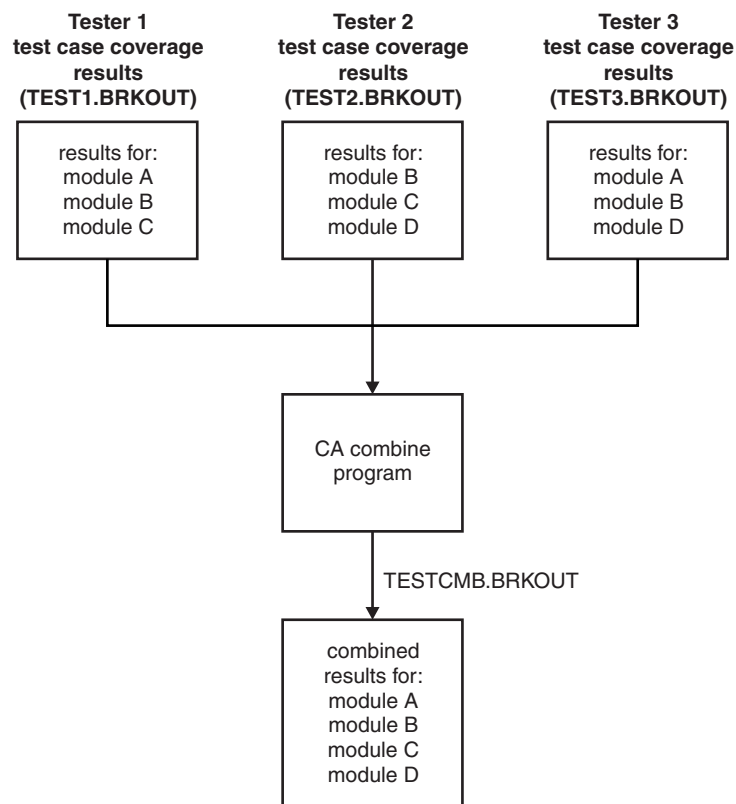 Tester 1
test case coverage
results
(TEST1.BRKOUT)
results for:
module A
module B
module C
Tester 2
test case coverage
results
(TEST2.BRKOUT)
results for:
module B
module C
module D
Tester 3
test case coverage
results
(TEST3.BRKOUT)
results for:
module A
module B
module D
CA combine
program
TESTCMB.BRKOUT
combined
results for:
module A
module B
module C
module D